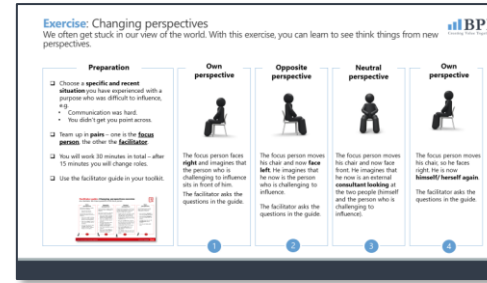 Exercise: Changing perspectives
We often get stuck in our view of the world. With this exercise, you can learn to see think things from new
perspectives.
BP
Preparation
❑ Choose a specific and recent
situation you have experienced with a
purpose who was difficult to influence,
e.g.
• Communication was hard.
• You didn't get you point across.
❑ Team up in pairs – one is the focus
person, the other the facilitator.
❑ You will work 30 minutes in total – after
15 minutes you will change roles.
❑ Use the facilitator guide in your toolkit.
Own
perspective
The focus person faces
right and imagines that
the person who is
challenging to influence
sits in front of him.
The facilitator asks the
questions in the guide.
1
Opposite
perspective
The focus person moves
his chair and now face
left. He imagines that
he now is the person
who is challenging to
influence.
The facilitator asks the
questions in the guide.
2
Neutral
perspective
The focus person moves
his chair and now face
front. He imagines that
he now is an external
consultant looking at
the two people (himself
and the person who is
challenging to
influence).
3
Own
perspective
The focus person moves
his chair, so he faces
right. He is now
himself/ herself again.
The facilitator asks the
questions in the guide.
4